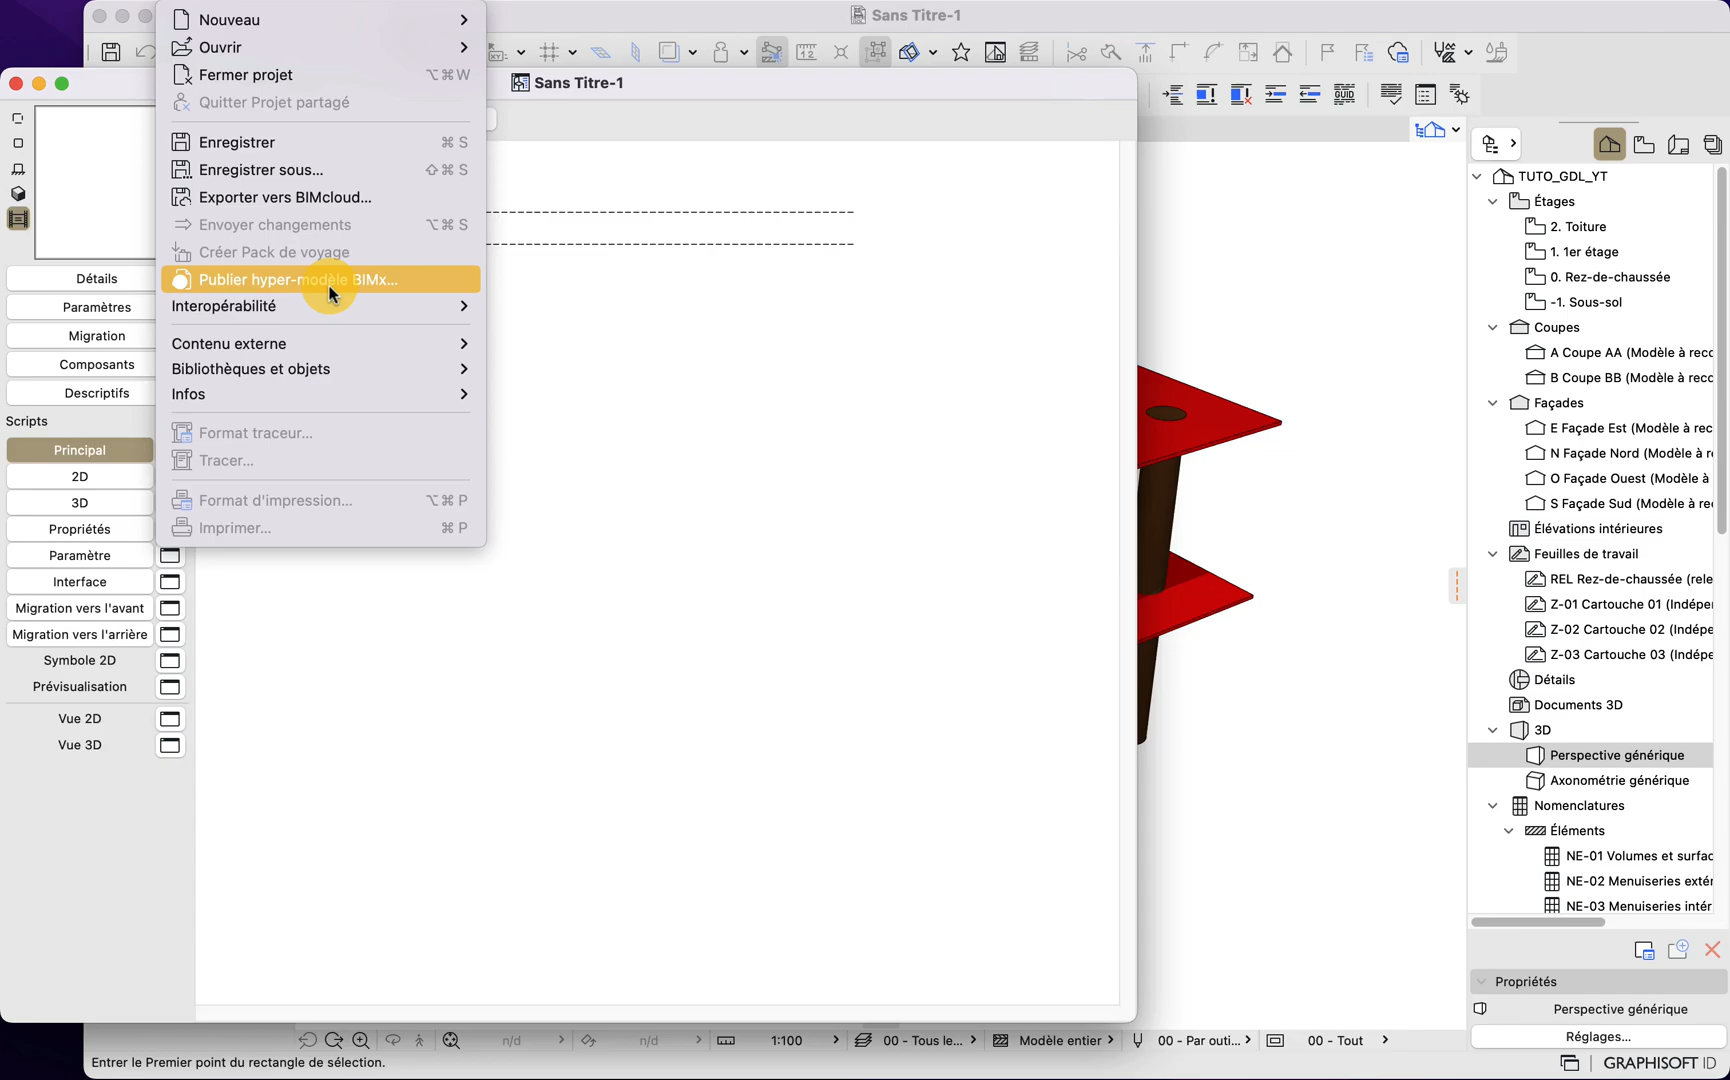 Sans Titre-1
Nouveau
Ouvrir
Fermer projet ⌥⌘W
Quitter Projet partagé
Enregistrer ⌘ S
Enregistrer sous... ⇧⌘ S
Exporter vers BIMcloud...
Envoyer changements ⌥⌘ S
Créer Pack de voyage
Publier hyper-modèle BIMx...
Interopérabilité
Contenu externe
Bibliothèques et objets
Infos
Format traceur...
Tracer...
Format d'impression... ⌥⌘ P
Imprimer... ⌘ P
Sans Titre-1
GUID
Détails
Paramètres
Migration
Composants
Descriptifs
Scripts
Principal
2D
3D
Propriétés
Paramètre
Interface
Migration vers l'avant
Migration vers l'arrière
Symbole 2D
Prévisualisation
Vue 2D
Vue 3D
TUTO_GDL_YT
Étages
2. Toiture
1. 1er étage
0. Rez-de-chaussée
-1. Sous-sol
Coupes
A Coupe AA (Modèle à reco
B Coupe BB (Modèle à reco
Façades
E Façade Est (Modèle à rec
N Façade Nord (Modèle à r
O Façade Ouest (Modèle à
S Façade Sud (Modèle à re
Élévations intérieures
Feuilles de travail
REL Rez-de-chaussée (rele
Z-01 Cartouche 01 (Indépe
Z-02 Cartouche 02 (Indépe
Z-03 Cartouche 03 (Indépe
Détails
Documents 3D
3D
Perspective générique
Axonométrie générique
Nomenclatures
Éléments
NE-01 Volumes et surfac
NE-02 Menuiseries extér
NE-03 Menuiseries intér
Propriétés
Perspective générique
Réglages...
n/d
n/d
1:100
00 - Tous le...
Modèle entier
00 - Par outi...
00 - Tout
Entrer le Premier point du rectangle de sélection.
GRAPHISOFT ID